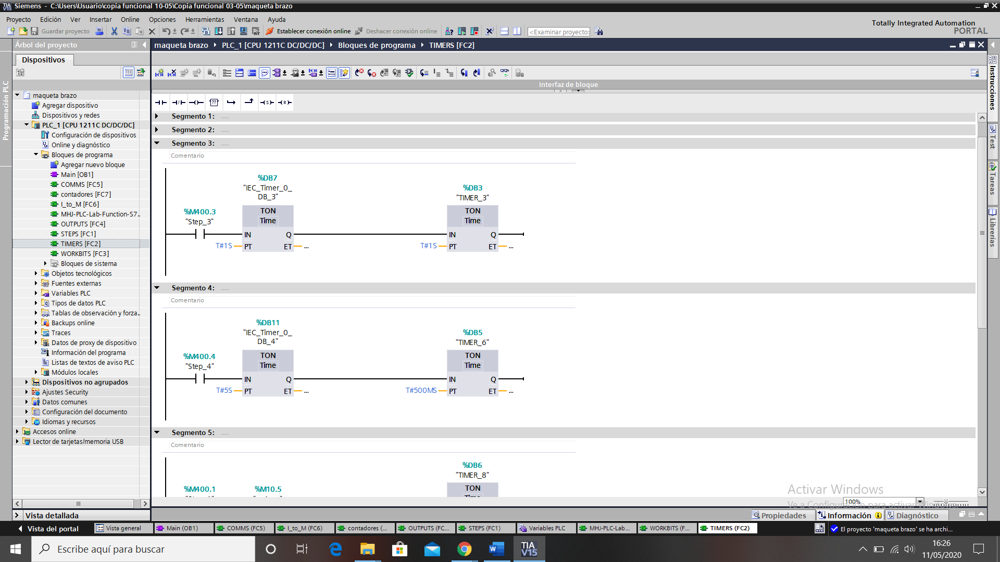 Siemens - C:\Users\Usuario\copia funcional 10-05\Copia funcional 03-05\maqueta brazo
Proyecto Edición Ver Insertar Online Opciones Herramientas Ventana Ayuda
Totally Integrated Automation
PORTAL
Guardar proyecto
Establecer conexión online
Deshacer conexión online
<Examinar proyecto>
Árbol del proyecto
maqueta brazo PLC_1 [CPU 1211C DC/DC/DC] Bloques de programa TIMERS [FC2]
Dispositivos
Programación PLC
maqueta brazo
Agregar dispositivo
Dispositivos y redes
PLC_1 [CPU 1211C DC/DC/DC]
Configuración de dispositivos
Online y diagnóstico
Bloques de programa
Agregar nuevo bloque
Main [OB1]
COMMS [FC5]
contadores [FC7]
I_to_M [FC6]
MHJ-PLC-Lab-Function-S7..
OUTPUTS [FC4]
STEPS [FC1]
TIMERS [FC2]
WORKBITS [FC3]
Bloques de sistema
Objetos tecnológicos
Fuentes externas
Variables PLC
Tipos de datos PLC
Tablas de observación y forza..
Backups online
Traces
Datos de proxy de dispositivo
Información del programa
Listas de textos de aviso PLC
Módulos locales
Dispositivos no agrupados
Ajustes Security
Datos comunes
Configuración del documento
Idiomas y recursos
Accesos online
Lector de tarjetas/memoria USB
Vista detallada
Interfaz de bloque
Segmento 1: .....
Segmento 2: .....
Segmento 3: .....
Comentario
%DB7
"IEC_Timer_0_
DB_3"
%DB3
"TIMER_3"
%M400.3
"Step_3"
TON
Time
IN Q
T#1S PT ET ...
TON
Time
IN Q
T#1S PT ET ...
Segmento 4: .....
Comentario
%DB11
"IEC_Timer_0_
DB_4"
%DB5
"TIMER_6"
%M400.4
"Step_4"
TON
Time
IN Q
T#5S PT ET ...
TON
Time
IN Q
T#500MS PT ET ...
Segmento 5: .....
Comentario
%DB6
"TIMER_8"
%M400.1
%M10.5
TON
Time
Instrucciones
Test
Tareas
Librerías
Activar Windows
Ve a Configuración para activar Windows.
100%
Propiedades Información Diagnóstico
Vista del portal
Vista general
Main (OB1)
COMMS (FC5)
I_to_M (FC6)
contadores (...
OUTPUTS (FC...
STEPS (FC1)
Variables PLC
MHJ-PLC-Lab...
WORKBITS (F...
TIMERS (FC2)
El proyecto 'maqueta brazo' se ha archi...
Escribe aquí para buscar
TIA
V15
16:26
11/05/2020